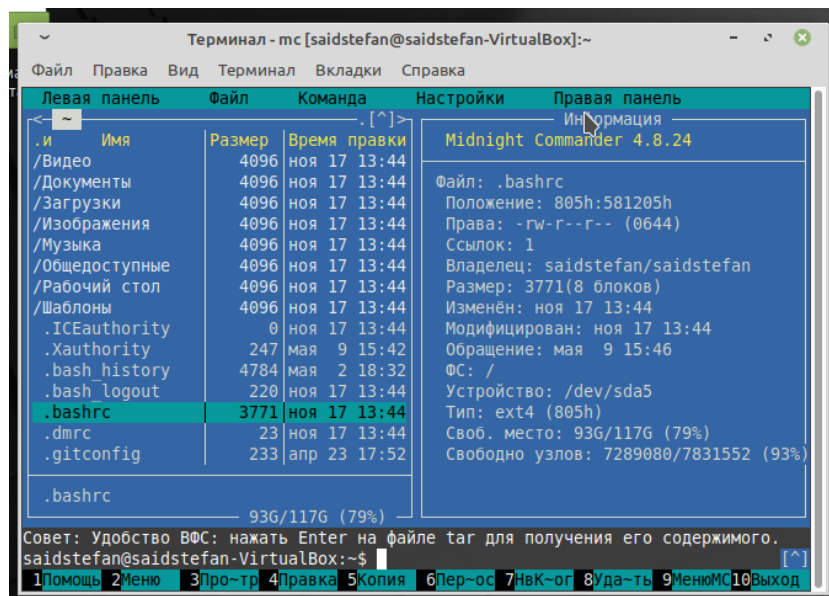 Терминал - mc [saidstefan@saidstefan-VirtualBox]:~
Файл Правка Вид Терминал Вкладки Справка
Левая панель Файл Команда Настройки Правая панель
<- ~ .[^]>
.и Имя Размер Время правки
/Видео 4096 ноя 17 13:44
/Документы 4096 ноя 17 13:44
/Загрузки 4096 ноя 17 13:44
/Изображения 4096 ноя 17 13:44
/Музыка 4096 ноя 17 13:44
/Общедоступные 4096 ноя 17 13:44
/Рабочий стол 4096 ноя 17 13:44
/Шаблоны 4096 ноя 17 13:44
.ICEauthority 0 ноя 17 13:44
.Xauthority 247 мая 9 15:42
.bash_history 4784 мая 2 18:32
.bash_logout 220 ноя 17 13:44
.bashrc 3771 ноя 17 13:44
.dmrc 23 ноя 17 13:44
.gitconfig 233 апр 23 17:52
.bashrc
93G/117G (79%)
Информация
Midnight Commander 4.8.24
Файл: .bashrc
Положение: 805h:581205h
Права: -rw-r--r-- (0644)
Ссылок: 1
Владелец: saidstefan/saidstefan
Размер: 3771(8 блоков)
Изменён: ноя 17 13:44
Модифицирован: ноя 17 13:44
Обращение: мая 9 15:46
ФС: /
Устройство: /dev/sda5
Тип: ext4 (805h)
Своб. место: 93G/117G (79%)
Свободно узлов: 7289080/7831552 (93%)
Совет: Удобство ВФС: нажать Enter на файле tar для получения его содержимого.
saidstefan@saidstefan-VirtualBox:~$ [^]
1Помощь 2Меню 3Про~тр 4Правка 5Копия 6Пер~ос 7НвК~ог 8Уда~ть 9МенюМС 10Выход